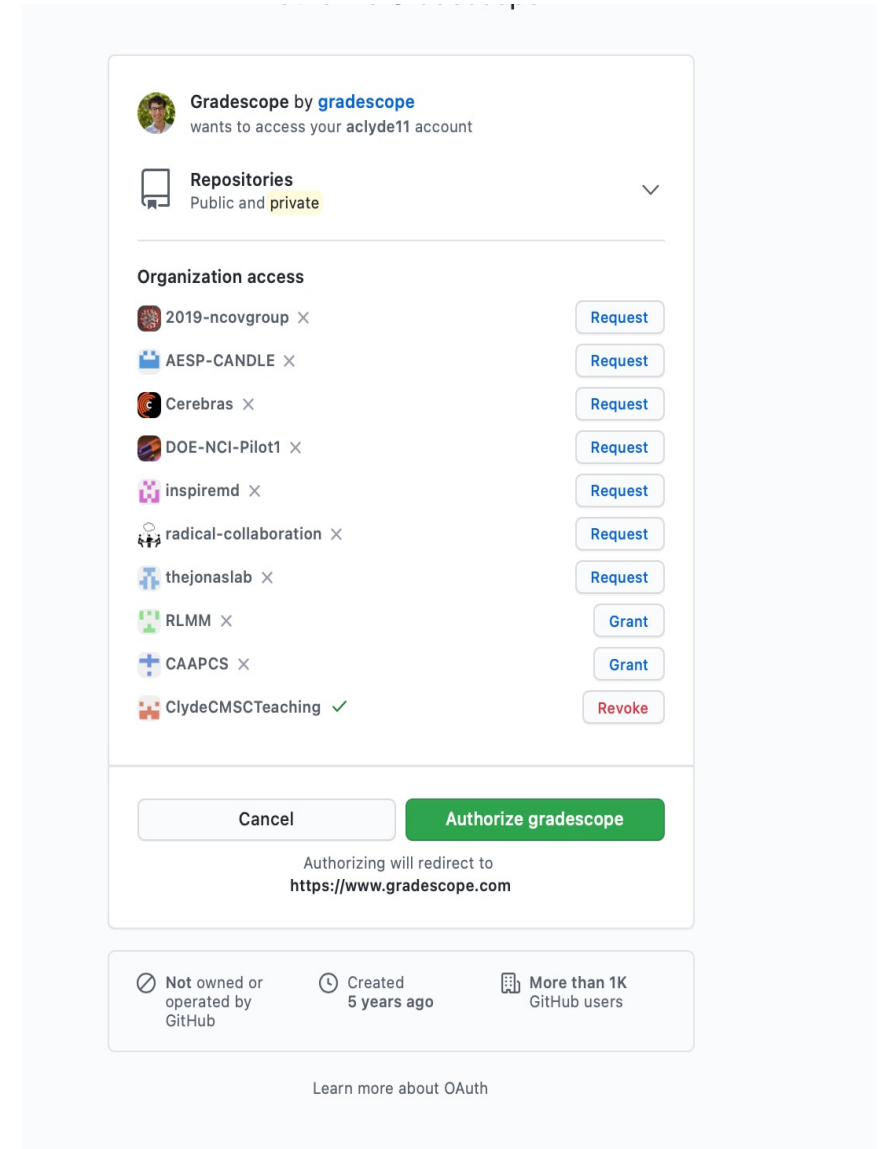 Gradescope by gradescope
wants to access your aclyde11 account
Repositories
Public and private
Organization access
2019-ncovgroup
Request
AESP-CANDLE
Request
Cerebras
Request
DOE-NCI-Pilot1
Request
inspiremd
Request
radical-collaboration
Request
thejonaslab
Request
RLMM
Grant
CAAPCS
Grant
ClydeCMSCTeaching
Revoke
Cancel
Authorize gradescope
Authorizing will redirect to
https://www.gradescope.com
Not owned or
operated by
GitHub
Created
5 years ago
More than 1K
GitHub users
Learn more about OAuth